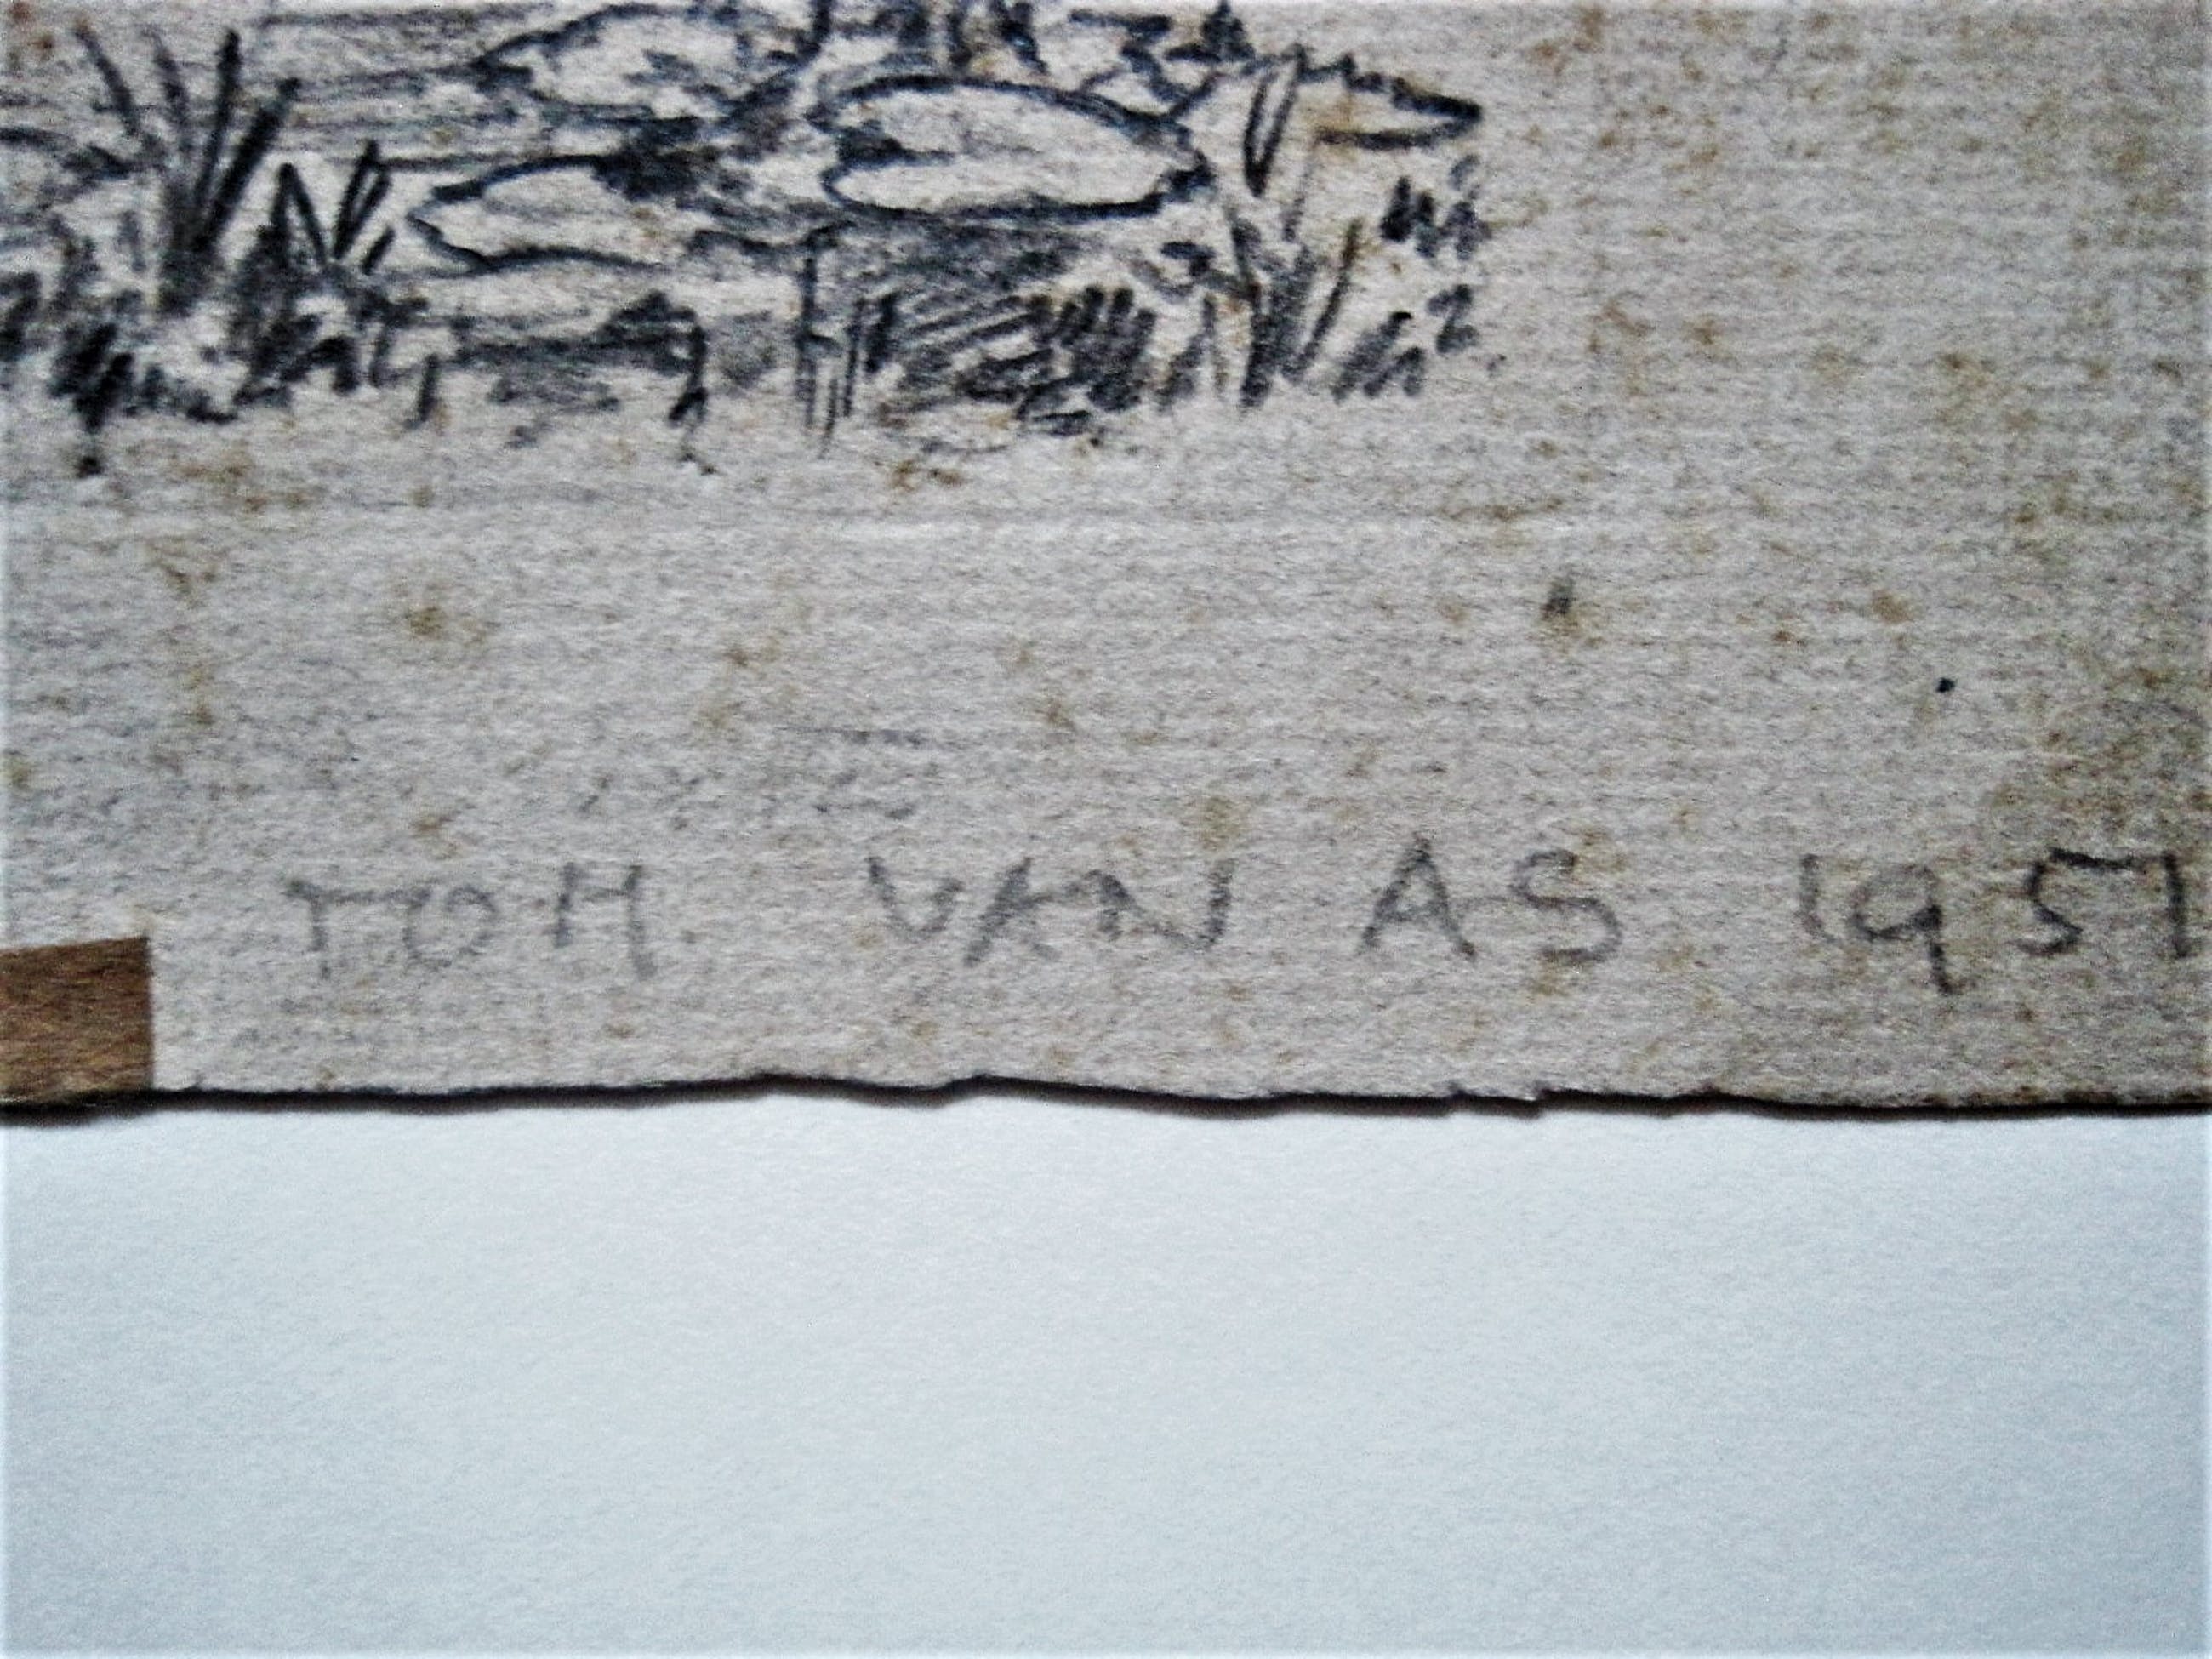 TOM VAN AS 1951